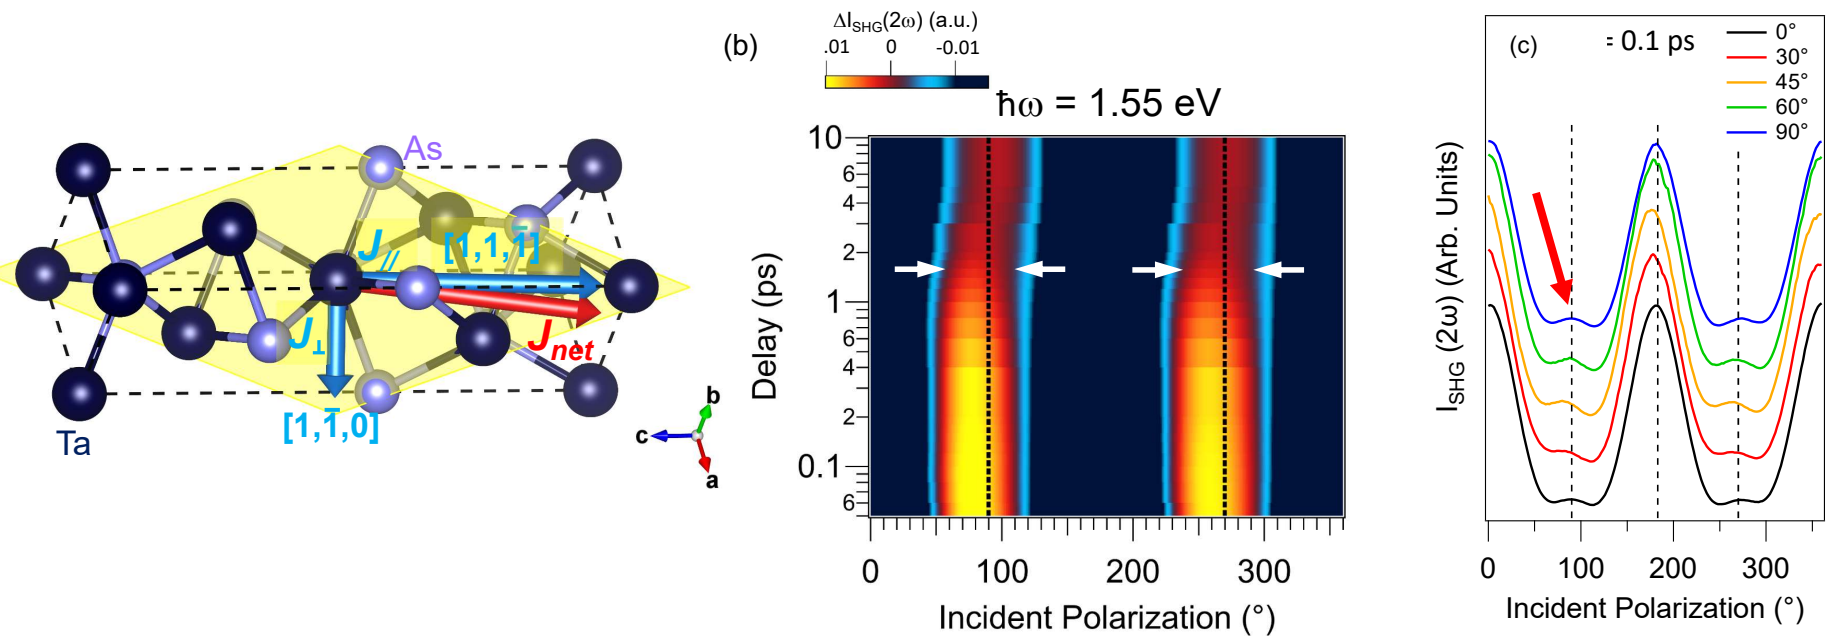 As
J//
[1,1,1̅]
J⊥
Jnet
[1,1̅,0]
Ta
b
c
a
(b)
ΔISHG(2ω) (a.u.)
.01 0 -0.01
ħω = 1.55 eV
Delay (ps)
10
6
4
2
1
6
4
2
0.1
6
0 100 200 300
Incident Polarization (°)
(c)
= 0.1 ps
0°
30°
45°
60°
90°
ISHG (2ω) (Arb. Units)
0 100 200 300
Incident Polarization (°)